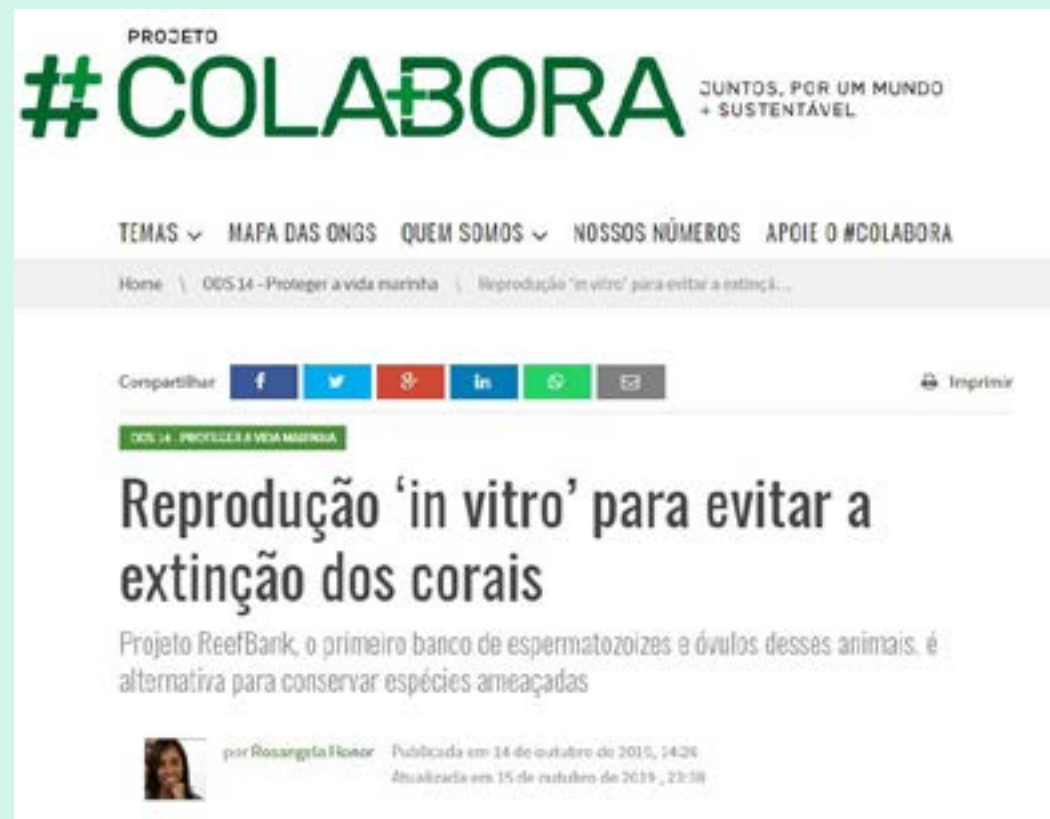 PROJETO
#COLABORA
JUNTOS, POR UM MUNDO
+ SUSTENTÁVEL
TEMAS MAPA DAS ONGS QUEM SOMOS NOSSOS NÚMEROS APOIE O #COLABORA
Home \ ODS 14 - Proteger a vida marinha \ Reprodução 'in vitro' para evitar a extinçã...
Compartilhar f 8+ in Imprimir
ODS 14 - PROTEGER A VIDA MARINHA
Reprodução ‘in vitro’ para evitar a
extinção dos corais
Projeto ReefBank, o primeiro banco de espermatozoizes e óvulos desses animais, é
alternativa para conservar espécies ameaçadas
por Rosangela Honor Publicada em 14 de outubro de 2019, 14:26
Atualizada em 15 de outubro de 2019, 23:38